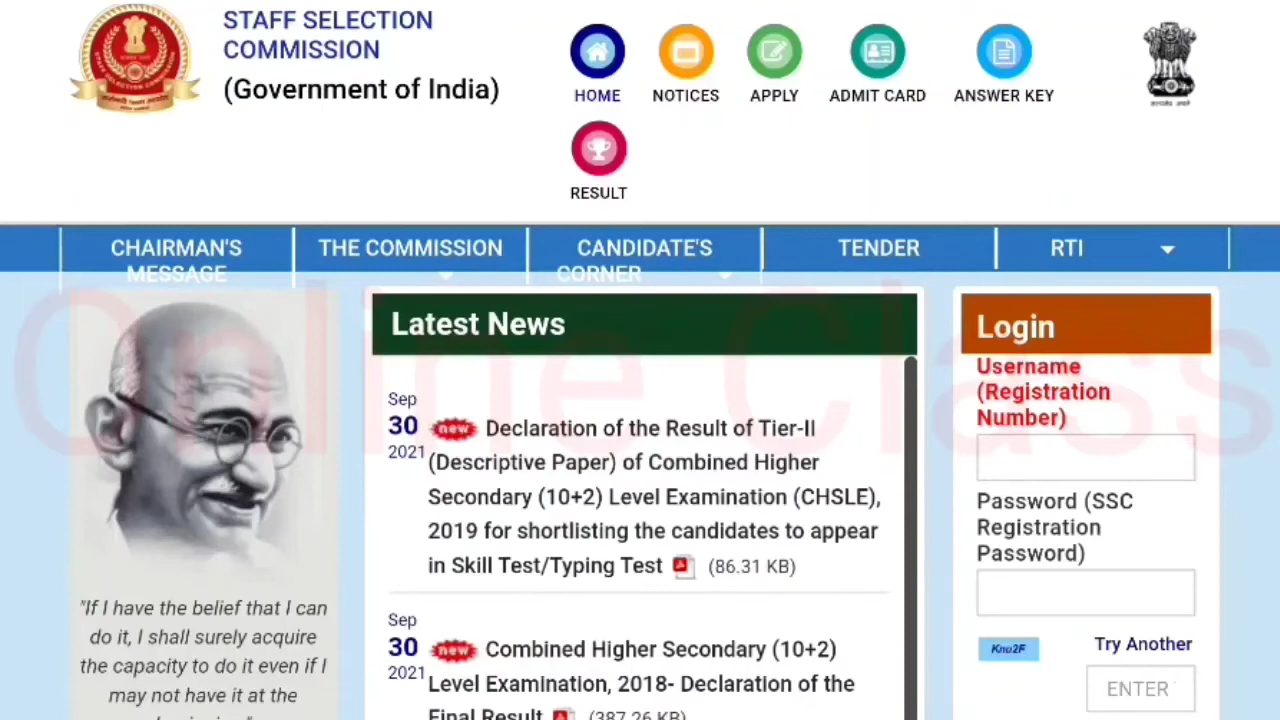 STAFF SELECTION
COMMISSION
(Government of India)
HOME
NOTICES
APPLY
ADMIT CARD
ANSWER KEY
RESULT
CHAIRMAN'S
MESSAGE
THE COMMISSION
CANDIDATE'S
CORNER
TENDER
RTI
Online Class
"If I have the belief that I can
do it, I shall surely acquire
the capacity to do it even if I
may not have it at the
Latest News
Sep
30
2021
new Declaration of the Result of Tier-II
(Descriptive Paper) of Combined Higher
Secondary (10+2) Level Examination (CHSLE),
2019 for shortlisting the candidates to appear
in Skill Test/Typing Test (86.31 KB)
Sep
30
2021
new Combined Higher Secondary (10+2)
Level Examination, 2018- Declaration of the
Final Result (387.26 KB)
Login
Username
(Registration
Number)
Password (SSC
Registration
Password)
Try Another
ENTER